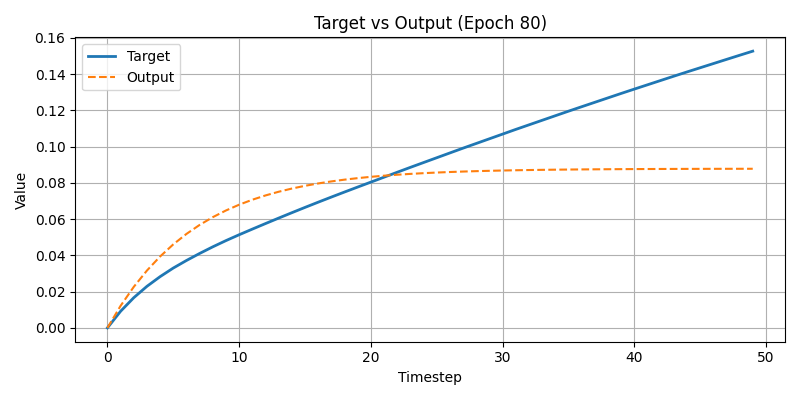 Target vs Output (Epoch 80)
Target
Output
0.16
0.14
0.12
0.10
0.08
0.06
0.04
0.02
0.00
Value
0 10 20 30 40 50
Timestep